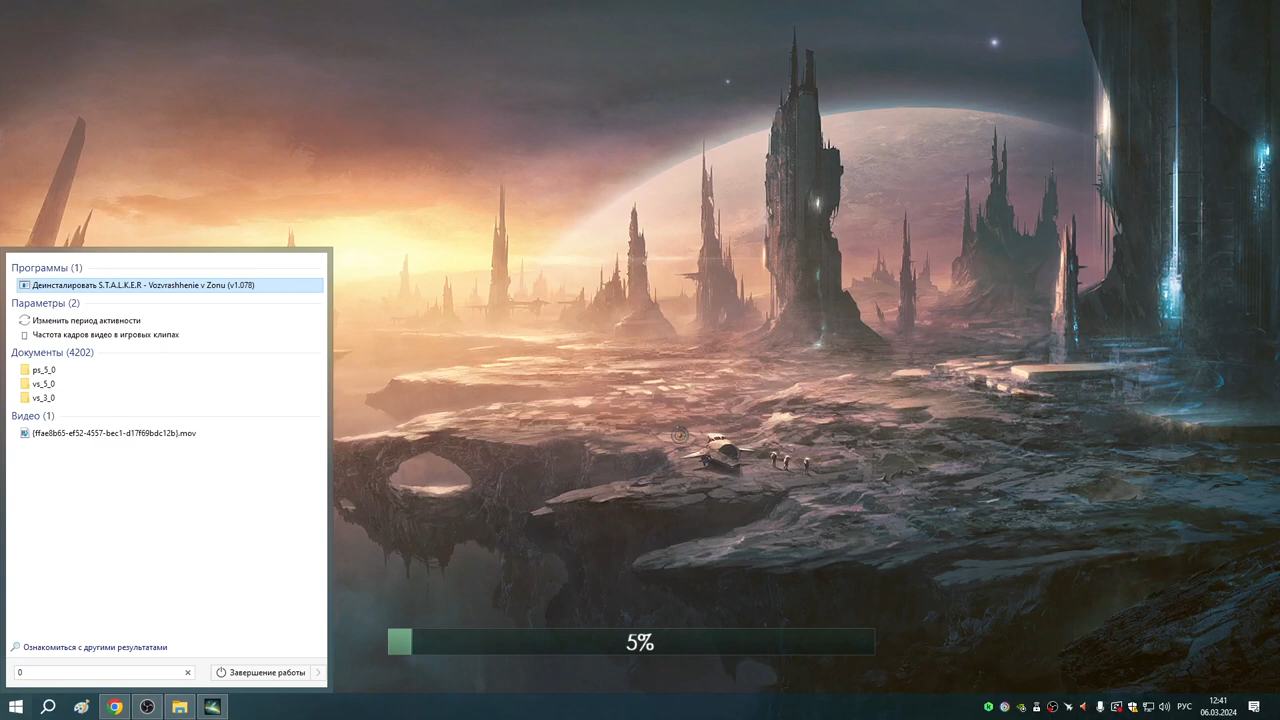 Программы (1)
Деинсталировать S.T.A.L.K.E.R - Vozvrashhenie v Zonu (v1.078)
Параметры (2)
Изменить период активности
Частота кадров видео в игровых клипах
Документы (4202)
ps_5_0
vs_5_0
vs_3_0
Видео (1)
{ffae8b65-ef52-4557-bec1-d17f69bdc12b}.mov
Ознакомиться с другими результатами
0
Завершение работы
5%
РУС
12:41
06.03.2024